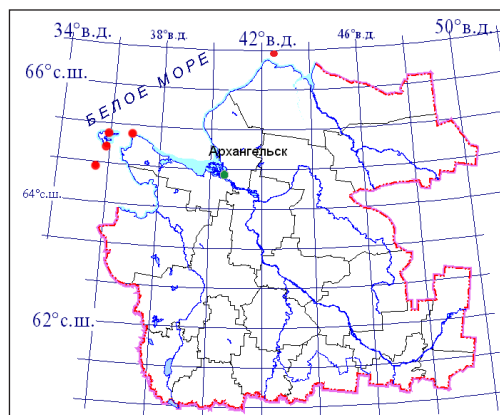 34°в.д.
38°в.д.
42°в.д.
46°в.д.
50°в.д.
66°с.ш.
БЕЛОЕ МОРЕ
Архангельск
64°с.ш.
62°с.ш.